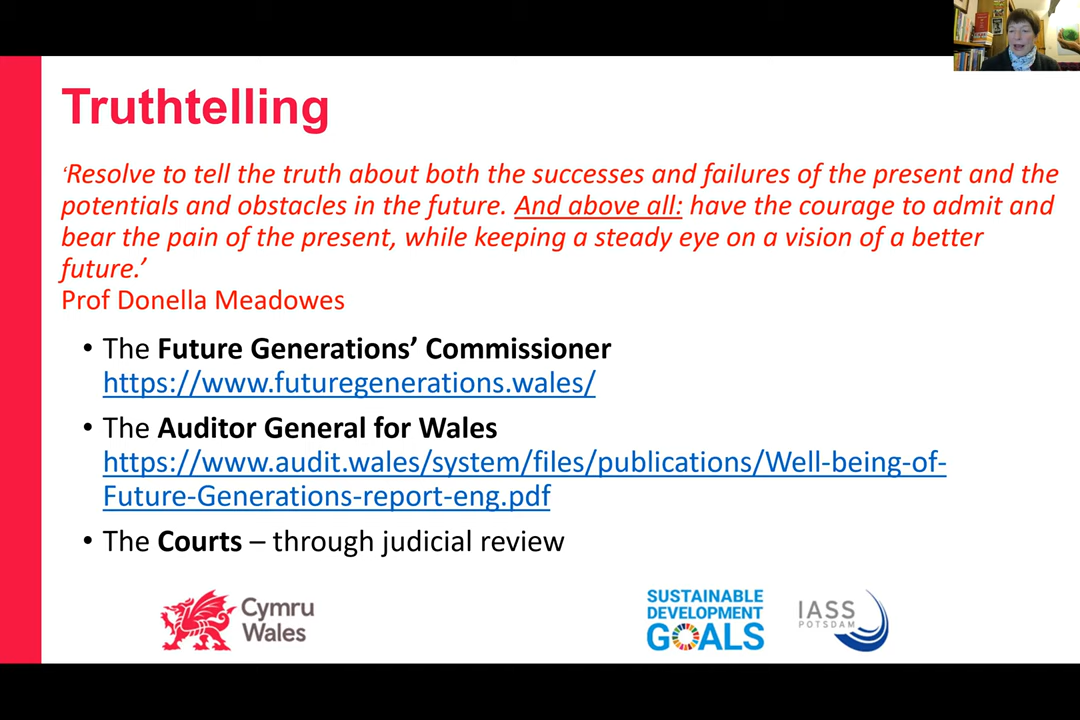 Truthtelling
‘Resolve to tell the truth about both the successes and failures of the present and the
potentials and obstacles in the future. And above all: have the courage to admit and
bear the pain of the present, while keeping a steady eye on a vision of a better
future.’
Prof Donella Meadowes
• The Future Generations’ Commissioner
https://www.futuregenerations.wales/
• The Auditor General for Wales
https://www.audit.wales/system/files/publications/Well-being-of-
Future-Generations-report-eng.pdf
• The Courts – through judicial review
Cymru
Wales
SUSTAINABLE
DEVELOPMENT
GOALS
IASS
POTSDAM